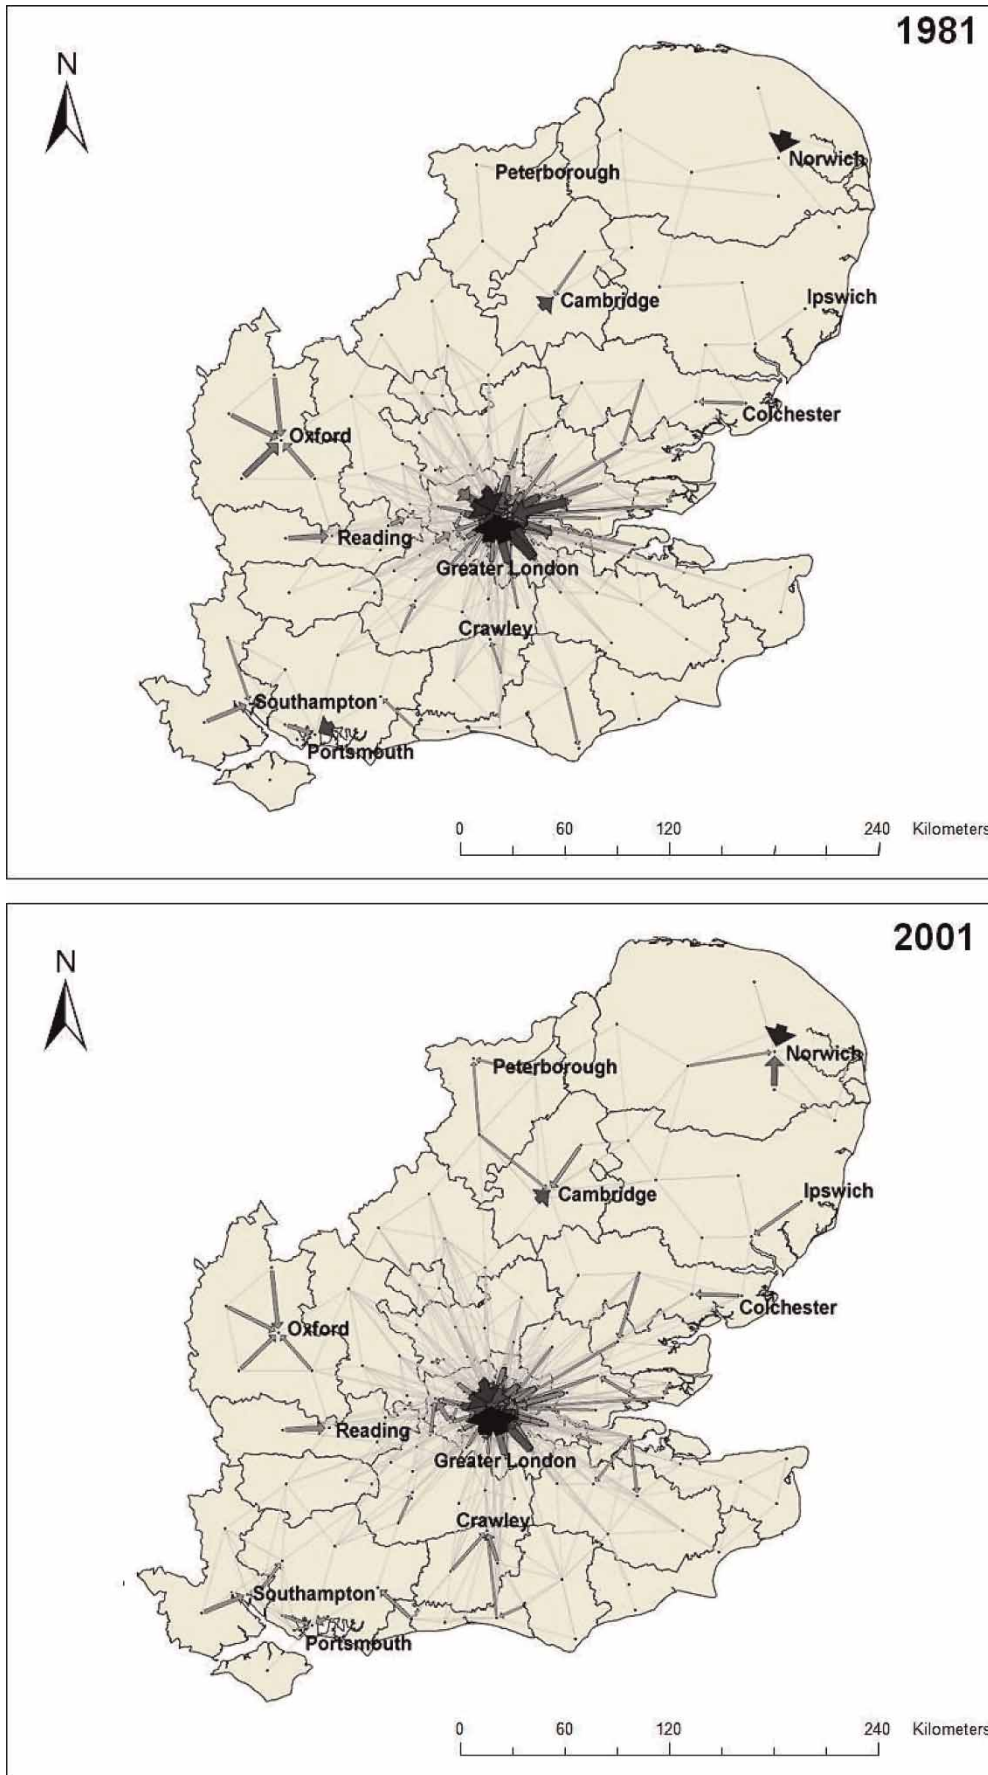 1981
N
Norwich
Peterborough
Cambridge
Ipswich
Colchester
Oxford
Reading
Greater London
Crawley
Southampton
Portsmouth
0 60 120 240 Kilometers
2001
N
Norwich
Peterborough
Cambridge
Ipswich
Colchester
Oxford
Reading
Greater London
Crawley
Southampton
Portsmouth
0 60 120 240 Kilometers